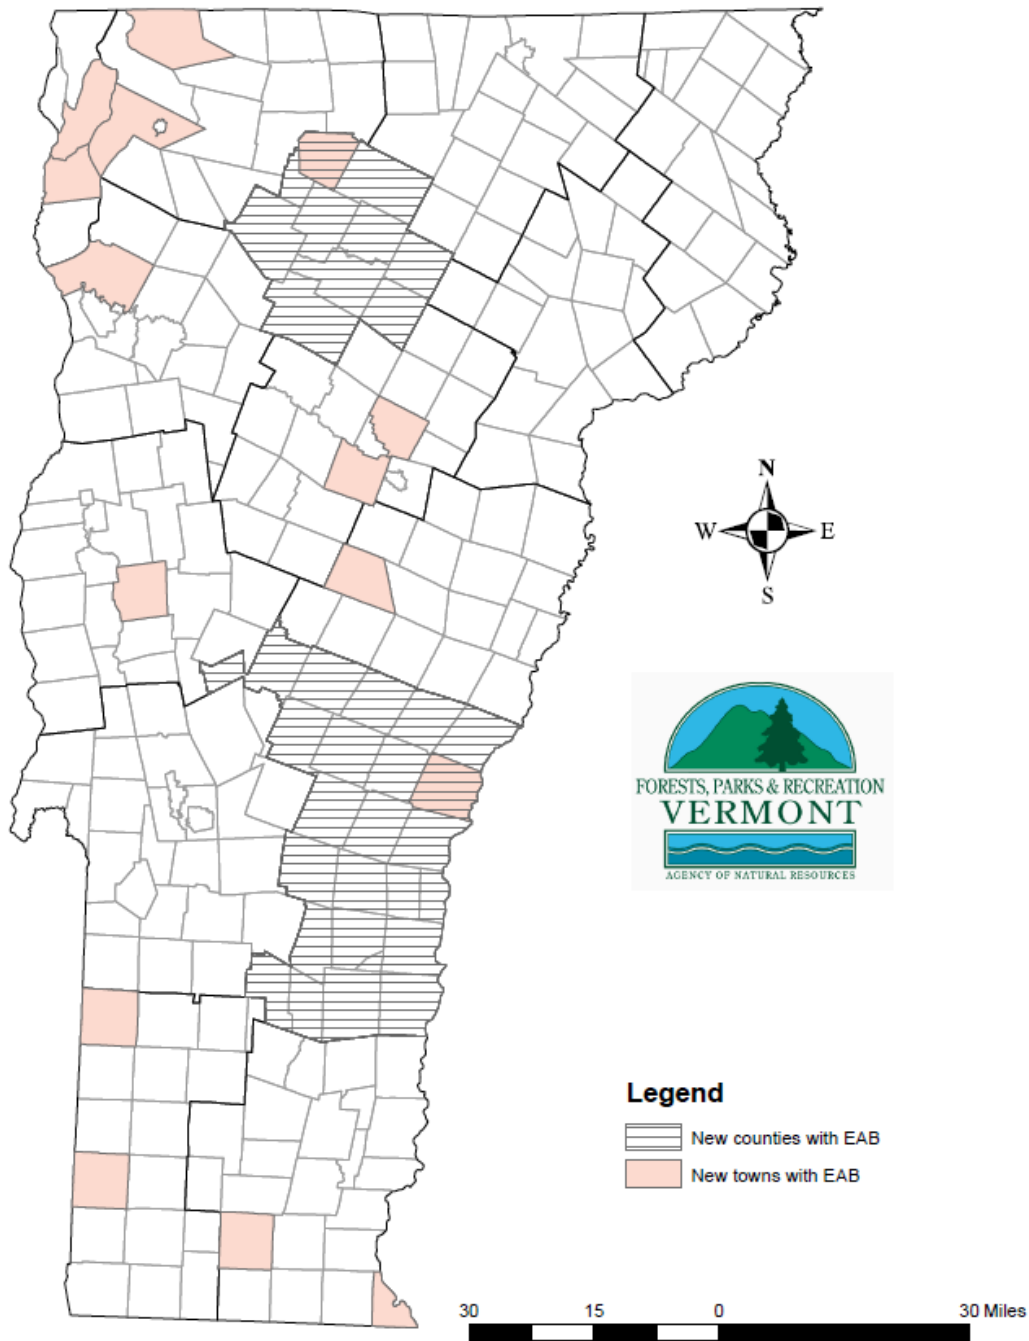 N
W E
S
FORESTS, PARKS & RECREATION
VERMONT
AGENCY OF NATURAL RESOURCES
Legend
New counties with EAB
New towns with EAB
30 15 0 30 Miles